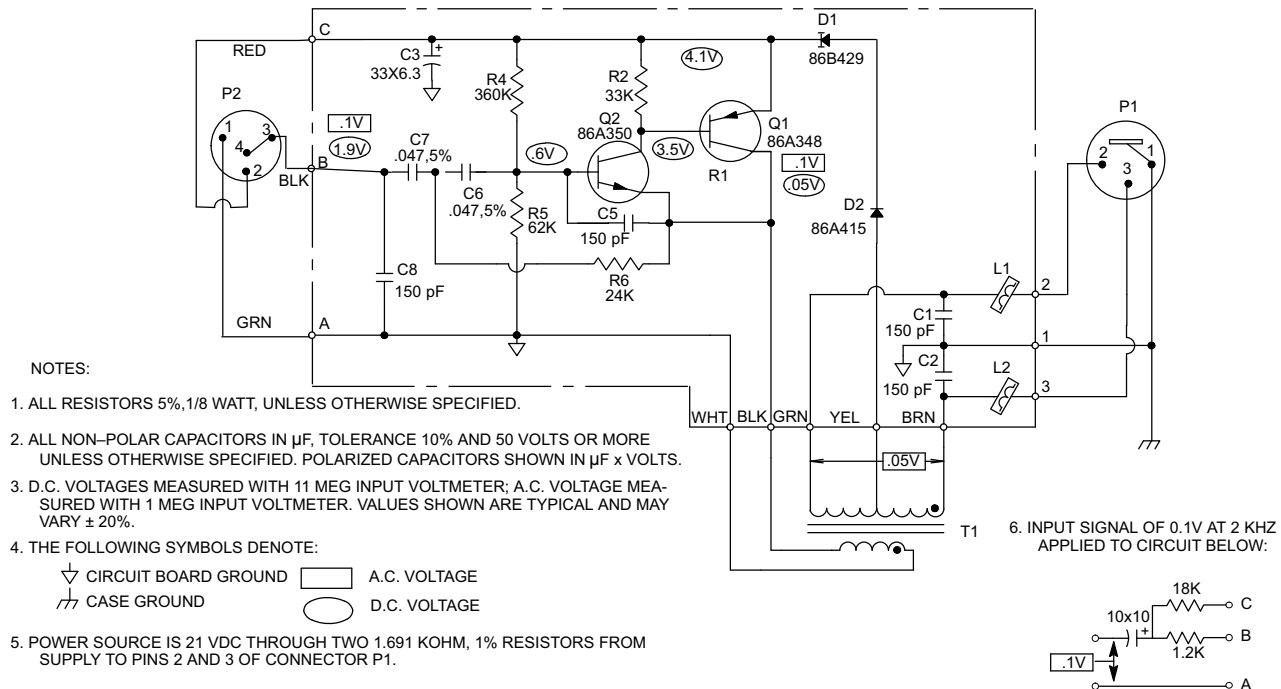 D1
C
RED
C3
+
33X6.3
R4
360K
R2
33K
4.1V
86B429
P2
P1
1
3
4
2
.1V
1.9V
C7
.047,5%
Q2
86A350
.6V
3.5V
Q1
86A348
R1
.1V
.05V
2
1
3
BLK
B
C6
.047,5%
R5
62K
C5
150 pF
D2
86A415
C8
150 pF
R6
24K
L1
2
GRN
A
C1
150 pF
1
C2
150 pF
L2
3
WHT
BLK
GRN
YEL
BRN
.05V
T1
NOTES:
1. ALL RESISTORS 5%,1/8 WATT, UNLESS OTHERWISE SPECIFIED.
2. ALL NON–POLAR CAPACITORS IN µF, TOLERANCE 10% AND 50 VOLTS OR MORE
UNLESS OTHERWISE SPECIFIED. POLARIZED CAPACITORS SHOWN IN µF x VOLTS.
3. D.C. VOLTAGES MEASURED WITH 11 MEG INPUT VOLTMETER; A.C. VOLTAGE MEA-
SURED WITH 1 MEG INPUT VOLTMETER. VALUES SHOWN ARE TYPICAL AND MAY
VARY ± 20%.
4. THE FOLLOWING SYMBOLS DENOTE:
CIRCUIT BOARD GROUND
A.C. VOLTAGE
CASE GROUND
D.C. VOLTAGE
5. POWER SOURCE IS 21 VDC THROUGH TWO 1.691 KOHM, 1% RESISTORS FROM
SUPPLY TO PINS 2 AND 3 OF CONNECTOR P1.
6. INPUT SIGNAL OF 0.1V AT 2 KHZ
APPLIED TO CIRCUIT BELOW:
18K
C
10x10
+
B
1.2K
.1V
A